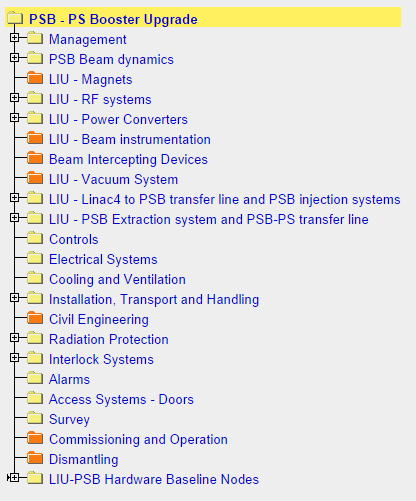 PSB - PS Booster Upgrade
Management
PSB Beam dynamics
LIU - Magnets
LIU - RF systems
LIU - Power Converters
LIU - Beam instrumentation
Beam Intercepting Devices
LIU - Vacuum System
LIU - Linac4 to PSB transfer line and PSB injection systems
LIU - PSB Extraction system and PSB-PS transfer line
Controls
Electrical Systems
Cooling and Ventilation
Installation, Transport and Handling
Civil Engineering
Radiation Protection
Interlock Systems
Alarms
Access Systems - Doors
Survey
Commissioning and Operation
Dismantling
LIU-PSB Hardware Baseline Nodes